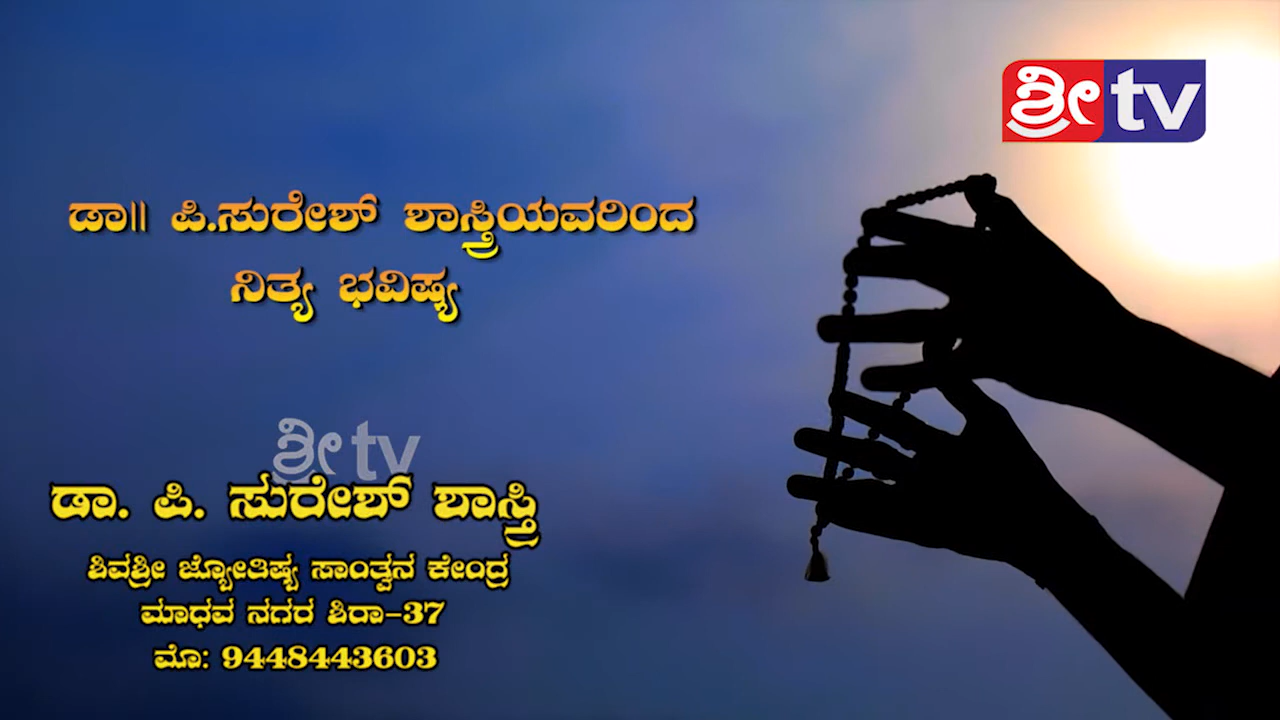 ಶ್ರೀ tv
ಡಾ॥ ಪಿ.ಸುರೇಶ್ ಶಾಸ್ತ್ರಿಯವರಿಂದ
ನಿತ್ಯ ಭವಿಷ್ಯ
ಶ್ರೀ tv
ಡಾ. ಪಿ. ಸುರೇಶ್ ಶಾಸ್ತ್ರಿ
ಶಿವಶ್ರೀ ಜ್ಯೋತಿಷ್ಯ ಸಾಂತ್ವನ ಕೇಂದ್ರ
ಮಾಧವ ನಗರ ಶಿರಾ-37
ಮೊ: 9448443603